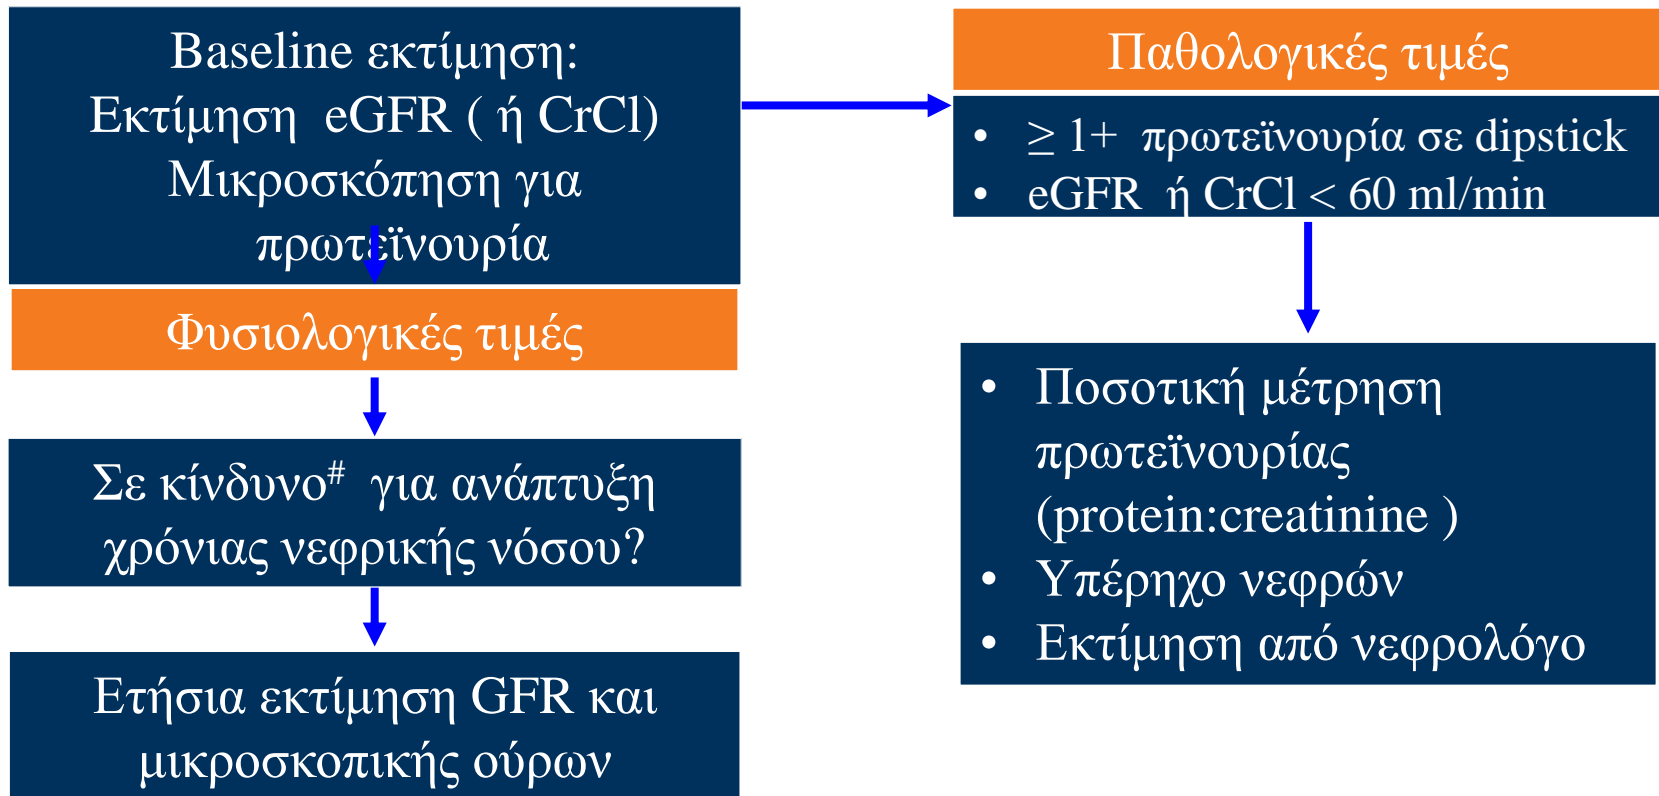 Baseline εκτίμηση:
Εκτίμηση eGFR ( ή CrCl)
Μικροσκόπηση για
πρωτεϊνουρία
Φυσιολογικές τιμές
Σε κίνδυνο# για ανάπτυξη
χρόνιας νεφρικής νόσου?
Ετήσια εκτίμηση GFR και
μικροσκοπικής ούρων
Παθολογικές τιμές
• ≥ 1+ πρωτεϊνουρία σε dipstick
• eGFR ή CrCl < 60 ml/min
• Ποσοτική μέτρηση
πρωτεϊνουρίας
(protein:creatinine )
• Υπέρηχο νεφρών
• Εκτίμηση από νεφρολόγο